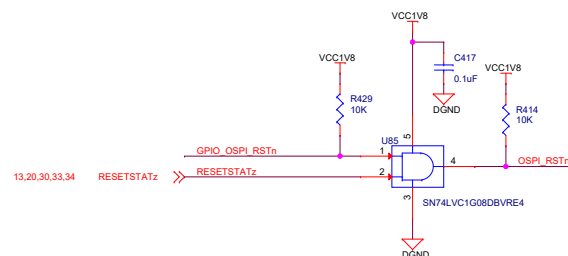 VCC1V8
VCC1V8
C417
0.1uF
VCC1V8
DGND
R429
10K
R414
10K
U85
5
GPIO_OSPI_RSTn
1
4
OSPI_RSTn
13,20,30,33,34
RESETSTATz
RESETSTATz
2
3
SN74LVC1G08DBVRE4
DGND